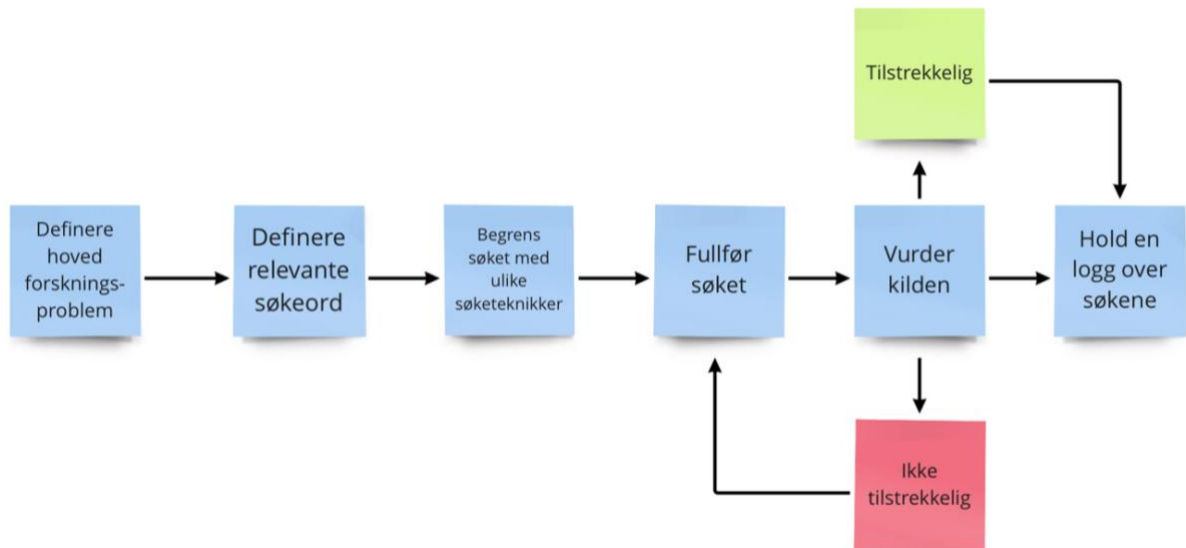 Tilstrekkelig
Definere
hoved
forsknings-
problem
Definere
relevante
søkeord
Begrens
søket med
ulike
søketeknikker
Fullfør
søket
Vurder
kilden
Hold en
logg over
søkene
Ikke
tilstrekkelig